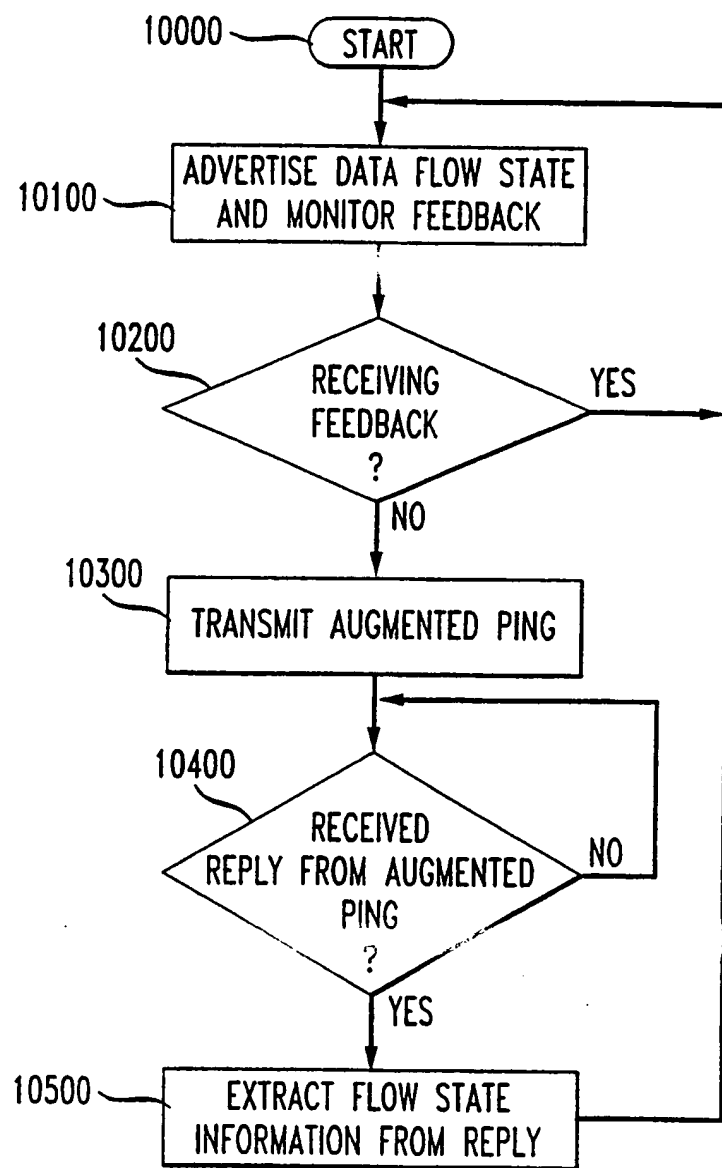 10000
START
10100
ADVERTISE DATA FLOW STATE
AND MONITOR FEEDBACK
10200
RECEIVING
FEEDBACK
?
YES
NO
10300
TRANSMIT AUGMENTED PING
10400
RECEIVED
REPLY FROM AUGMENTED
PING
?
NO
YES
10500
EXTRACT FLOW STATE
INFORMATION FROM REPLY